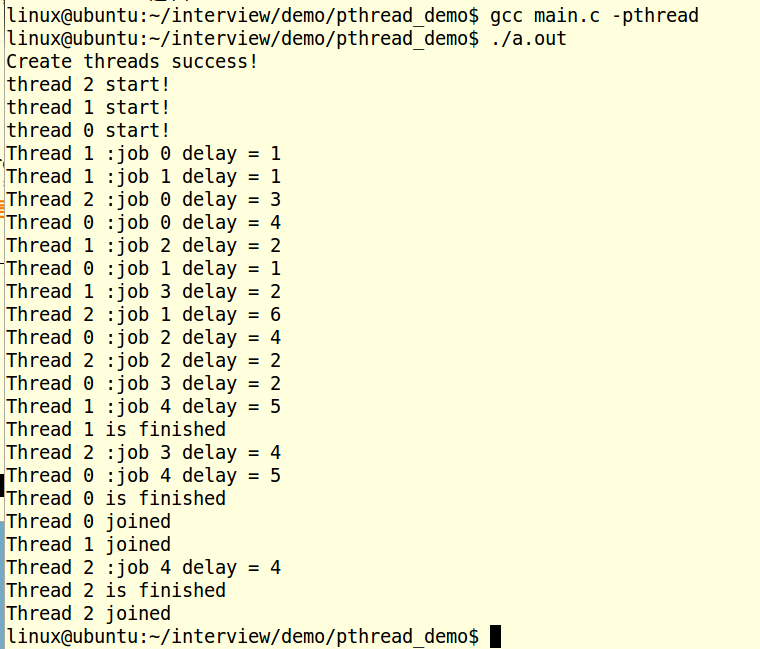 linux@ubuntu:~/interview/demo/pthread_demo$ gcc main.c -pthread
linux@ubuntu:~/interview/demo/pthread_demo$ ./a.out
Create threads success!
thread 2 start!
thread 1 start!
thread 0 start!
Thread 1 :job 0 delay = 1
Thread 1 :job 1 delay = 1
Thread 2 :job 0 delay = 3
Thread 0 :job 0 delay = 4
Thread 1 :job 2 delay = 2
Thread 0 :job 1 delay = 1
Thread 1 :job 3 delay = 2
Thread 2 :job 1 delay = 6
Thread 0 :job 2 delay = 4
Thread 2 :job 2 delay = 2
Thread 0 :job 3 delay = 2
Thread 1 :job 4 delay = 5
Thread 1 is finished
Thread 2 :job 3 delay = 4
Thread 0 :job 4 delay = 5
Thread 0 is finished
Thread 0 joined
Thread 1 joined
Thread 2 :job 4 delay = 4
Thread 2 is finished
Thread 2 joined
linux@ubuntu:~/interview/demo/pthread_demo$